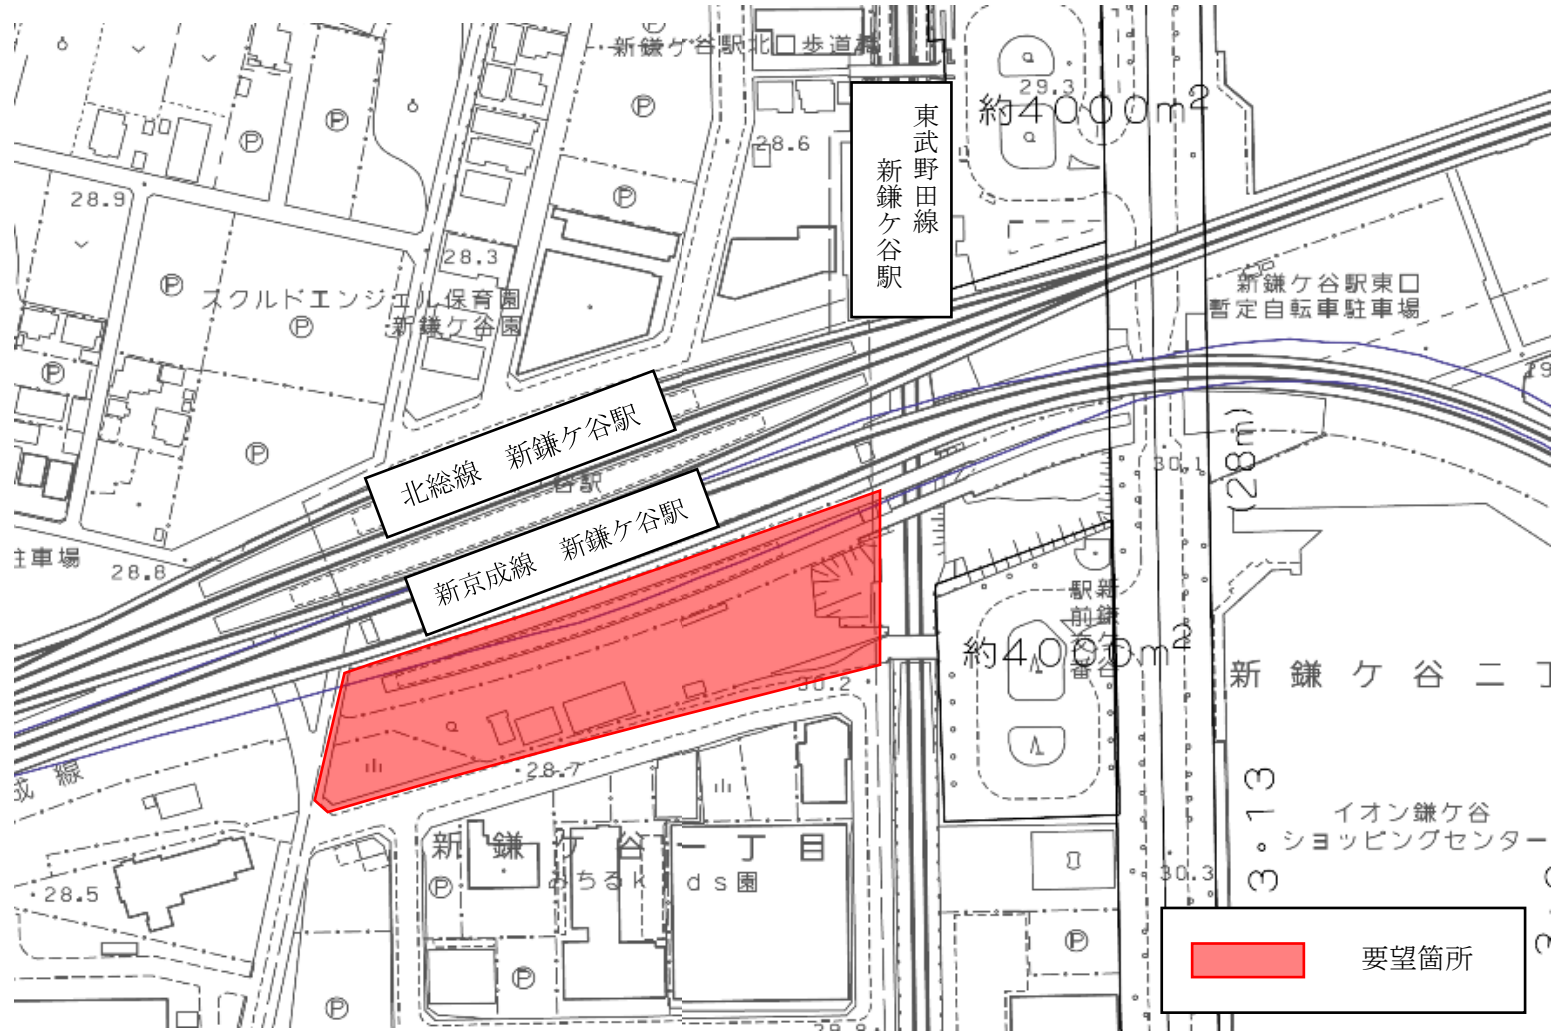 新鎌ケ谷駅北口歩道橋
29.3
約4000m²
東武野田線
新鎌ケ谷駅
28.6
28.9
28.3
スクルドエンジェル保育園
新鎌ケ谷園
新鎌ケ谷駅東口
暫定自転車駐車場
北総線 新鎌ケ谷駅
谷駅
新京成線 新鎌ケ谷駅
(28m)
30.1
駐車場
28.8
新鎌ケ谷
駅前交番
約4000m²
新鎌ケ谷二丁
30.2
28.7
成線
3.3.13
イオン鎌ケ谷
ショッピングセンター
新鎌ケ谷一丁目
みちるkids園
28.5
30.3
要望箇所